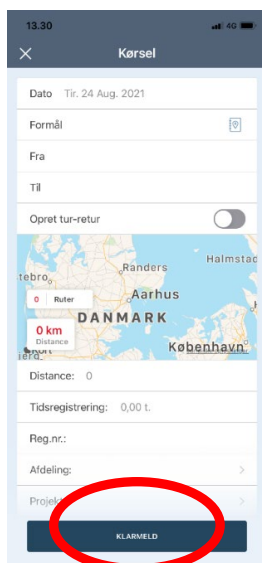 13.30 4G
Kørsel
Dato Tir. 24 Aug. 2021
Formål
Fra
Til
Opret tur-retur
Randers
Halmstad
Aarhus
0 Ruter
DANMARK
0 km
Distance
København
Distance: 0
Tidsregistrering: 0,00 t.
Reg.nr.:
Afdeling:
KLARMELD